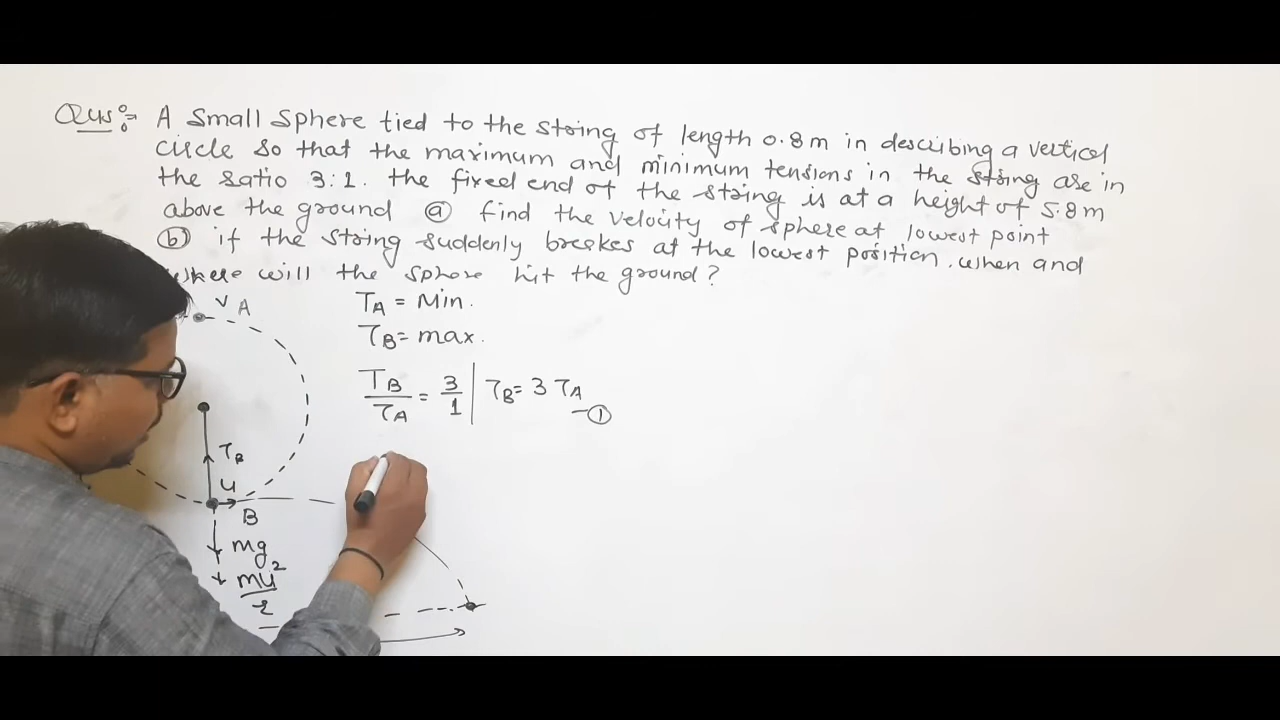 Qus:- A small sphere tied to the string of length 0.8m in describing a vertical
circle so that the maximum and minimum tensions in the string are in
the ratio 3:1. the fixed end of the string is at a height of 5.8m
above the ground (a) find the velocity of sphere at lowest point
(b) if the string suddenly breakes at the lowest position. when and
where will the sphere hit the ground?
V A
TA = Min.
TB = max.
TB/TA = 3/1 | TB = 3 TA - (1)
TB
u
B
mg
mu²/r